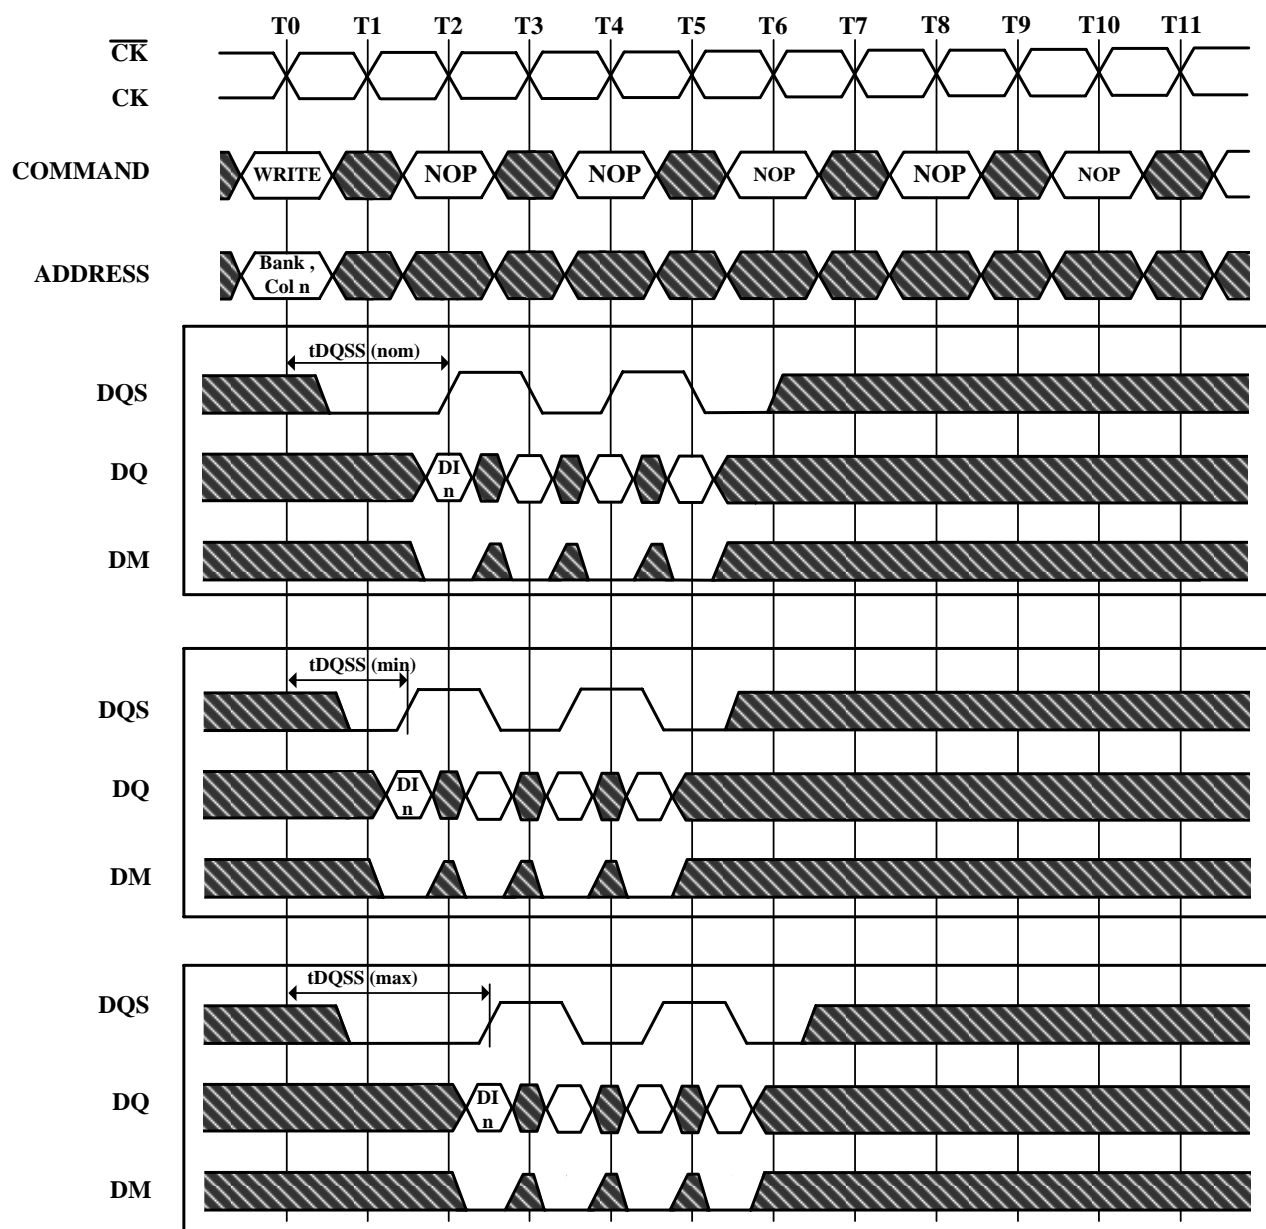 T0 T1 T2 T3 T4 T5 T6 T7 T8 T9 T10 T11
CK
CK
COMMAND WRITE NOP NOP NOP NOP NOP
ADDRESS Bank ,
Col n
tDQSS (nom)
DQS
DQ DI
n
DM
tDQSS (min)
DQS
DQ DI
n
DM
tDQSS (max)
DQS
DQ DI
n
DM